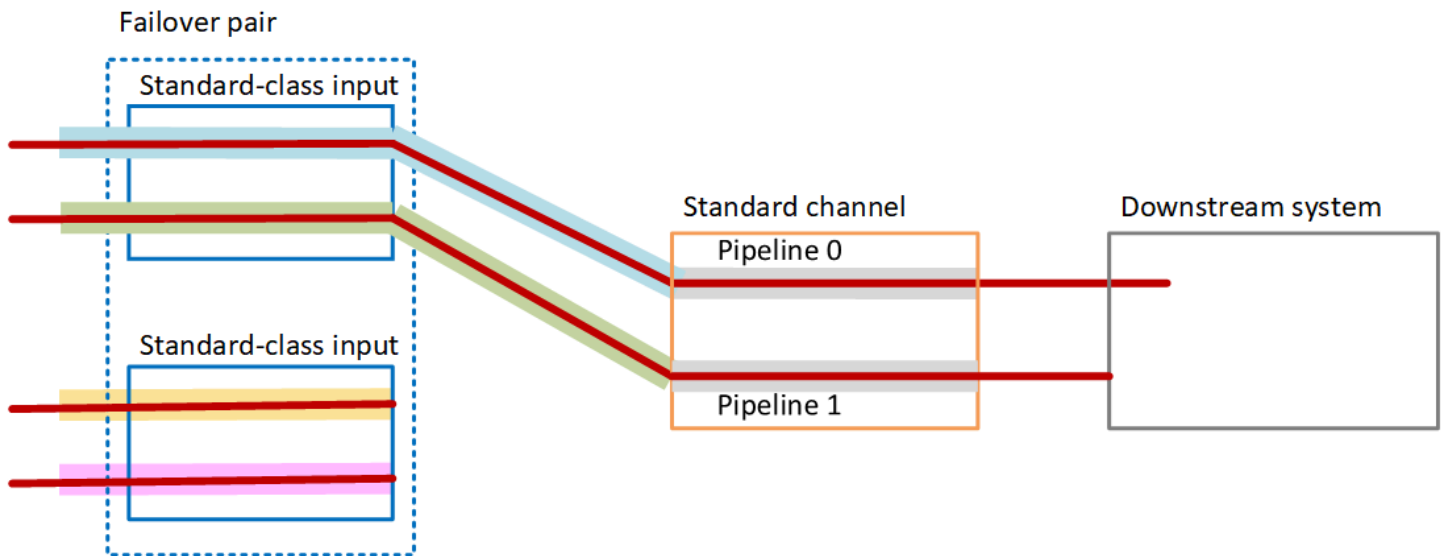 Failover pair
Standard-class input
Standard channel
Downstream system
Pipeline 0
Standard-class input
Pipeline 1